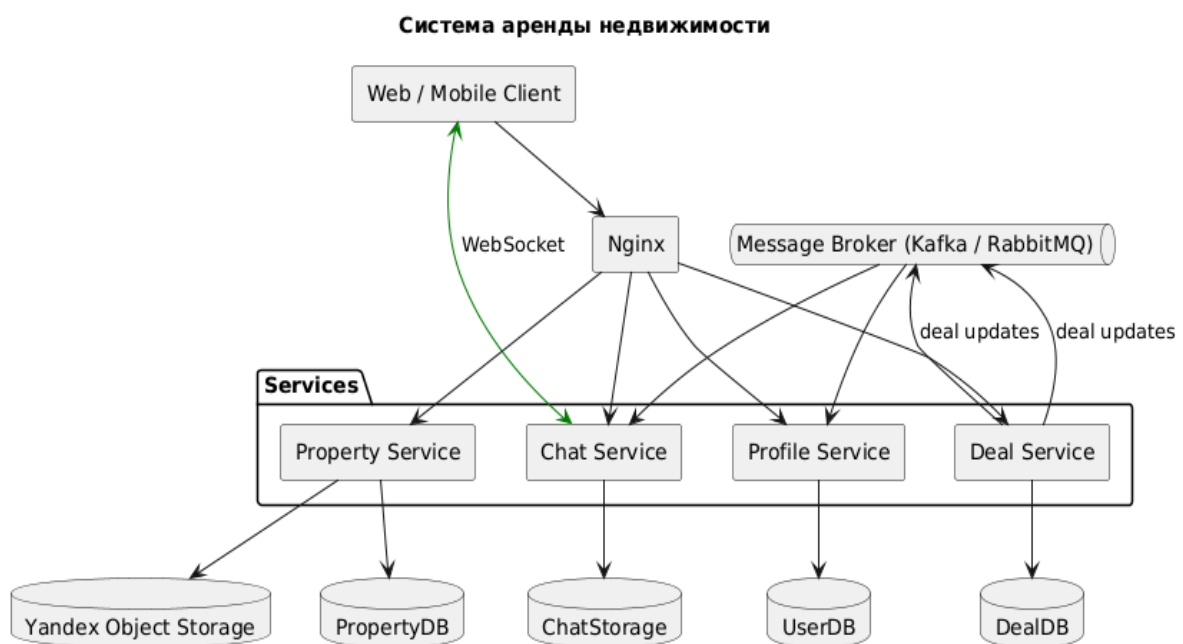 Система аренды недвижимости
Web / Mobile Client
WebSocket
Nginx
Message Broker (Kafka / RabbitMQ)
deal updates
deal updates
Services
Property Service
Chat Service
Profile Service
Deal Service
Yandex Object Storage
PropertyDB
ChatStorage
UserDB
DealDB